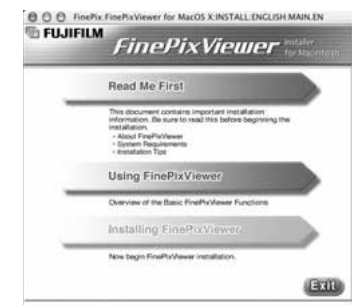 FinePix:FinePixViewer for MacOS X:INSTALL:ENGLISH:MAIN.EN
FUJIFILM
FinePixViewer Installer
for Macintosh
Read Me First
This document contains important installation
information. Be sure to read this before beginning the
installation.
- About FinePixViewer
- System Requirements
- Installation Tips
Using FinePixViewer
Overview of the Basic FinePixViewer Functions
Installing FinePixViewer
Now begin FinePixViewer installation.
Exit